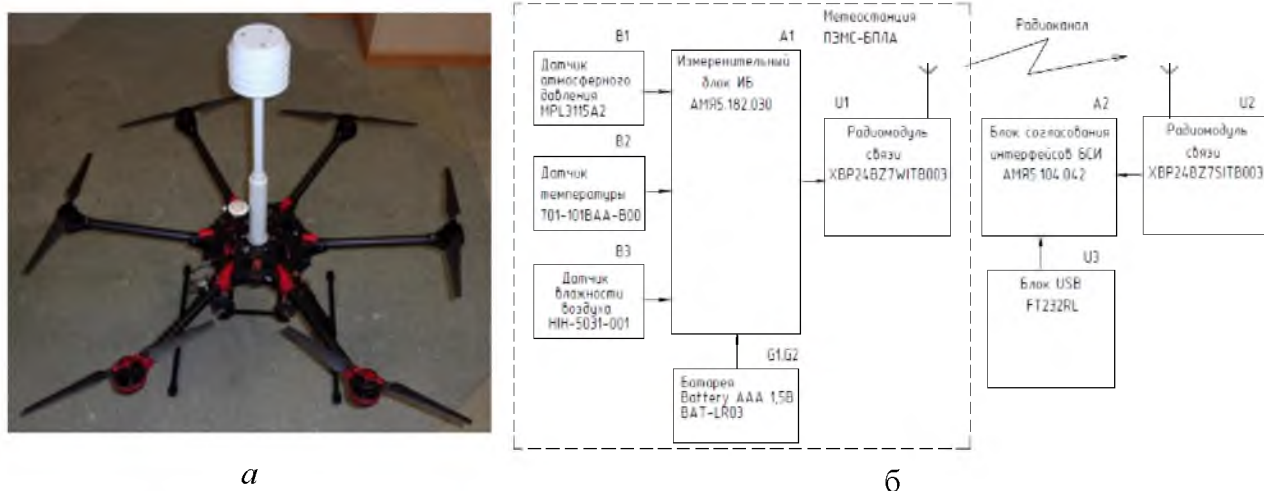 Метеостанция
ПЭМС-БПЛА
Радиоканал
B1
Датчик
атмосферного
давления
MPL3115A2
A1
Измеренительный
блок ИБ
АМЯ5.182.030
B2
Датчик
температуры
701-101BAA-B00
B3
Датчик
влажности
воздуха
HIH-5031-001
U1
Радиомодуль
связи
XBP24BZ7WITB003
A2
Блок согласования
интерфейсов БСИ
АМЯ5.104.042
U2
Радиомодуль
связи
XBP24BZ7SITB003
U3
Блок USB
FT232RL
G1,G2
Батарея
Battery AAA 1,5В
BAT-LR03
а
б